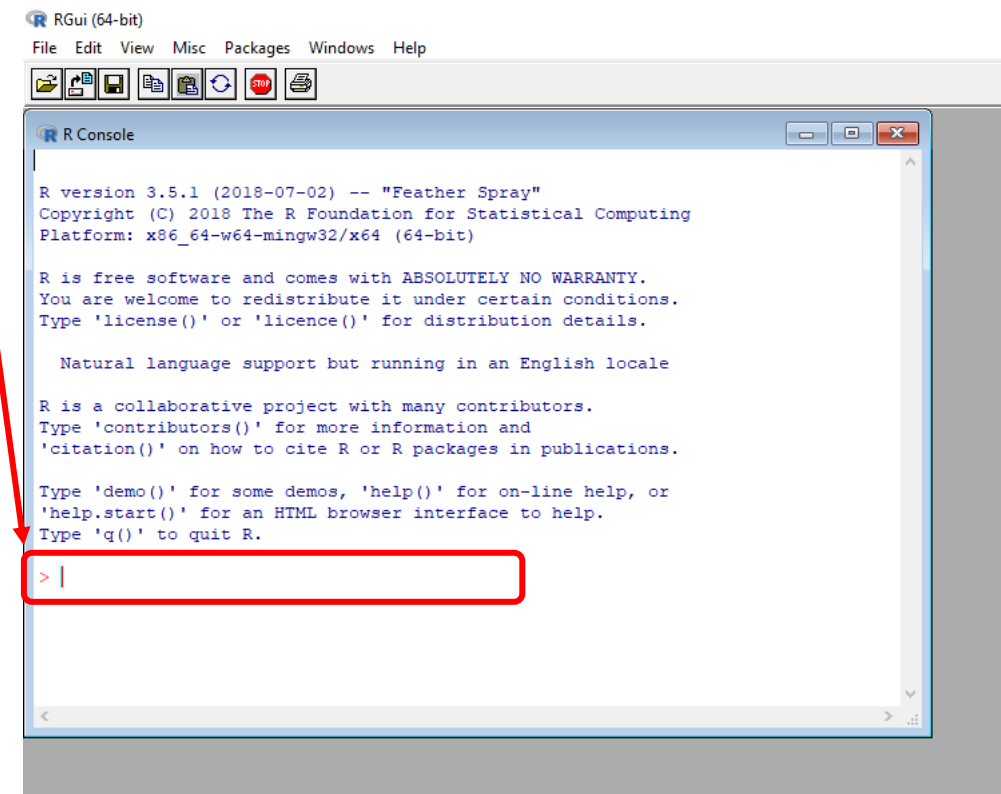 RGui (64-bit)
File Edit View Misc Packages Windows Help
STOP
R Console
R version 3.5.1 (2018-07-02) -- "Feather Spray"
Copyright (C) 2018 The R Foundation for Statistical Computing
Platform: x86_64-w64-mingw32/x64 (64-bit)
R is free software and comes with ABSOLUTELY NO WARRANTY.
You are welcome to redistribute it under certain conditions.
Type 'license()' or 'licence()' for distribution details.
Natural language support but running in an English locale
R is a collaborative project with many contributors.
Type 'contributors()' for more information and
'citation()' on how to cite R or R packages in publications.
Type 'demo()' for some demos, 'help()' for on-line help, or
'help.start()' for an HTML browser interface to help.
Type 'q()' to quit R.
>